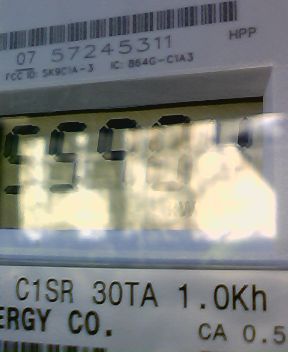 07 57245311
HPP
FCC ID: SK9C1A-3 IC: 864G-C1A3
C1SR 30TA 1.0Kh
ERGY CO.
CA 0.5